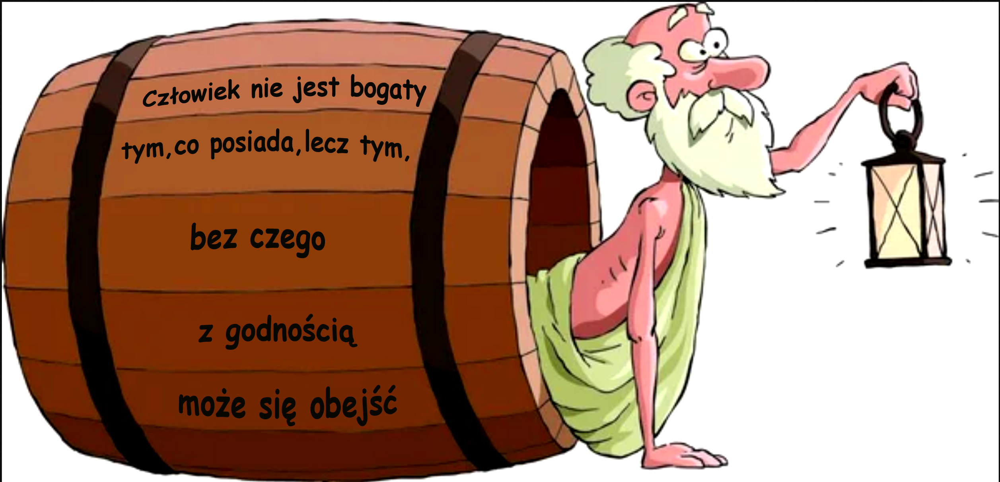 Człowiek nie jest bogaty
tym, co posiada, lecz tym,
bez czego
z godnością
może się obejść